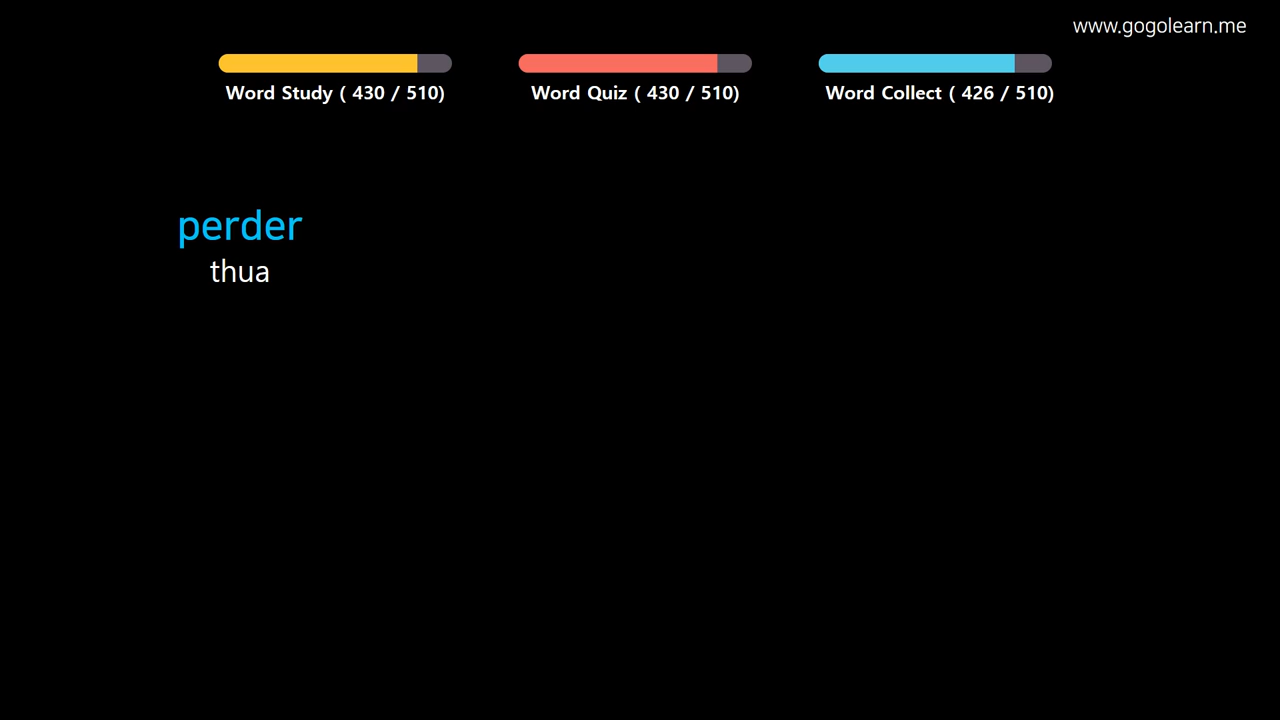 www.gogolearn.me
Word Study ( 430 / 510)
Word Quiz ( 430 / 510)
Word Collect ( 426 / 510)
perder
thua